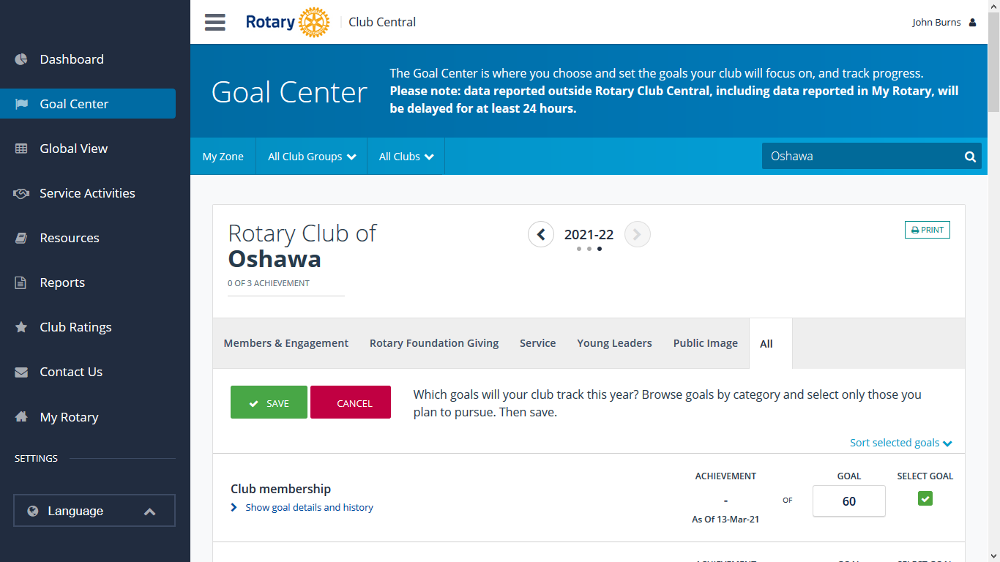 Dashboard
Goal Center
Global View
Service Activities
Resources
Reports
Club Ratings
Contact Us
My Rotary
SETTINGS
Language
Rotary
Club Central
John Burns
Goal Center
The Goal Center is where you choose and set the goals your club will focus on, and track progress.
Please note: data reported outside Rotary Club Central, including data reported in My Rotary, will
be delayed for at least 24 hours.
My Zone
All Club Groups
All Clubs
Oshawa
Rotary Club of
Oshawa
0 OF 3 ACHIEVEMENT
2021-22
PRINT
Members & Engagement
Rotary Foundation Giving
Service
Young Leaders
Public Image
All
SAVE
CANCEL
Which goals will your club track this year? Browse goals by category and select only those you
plan to pursue. Then save.
Sort selected goals
Club membership
Show goal details and history
ACHIEVEMENT
-
As Of 13-Mar-21
OF
GOAL
60
SELECT GOAL